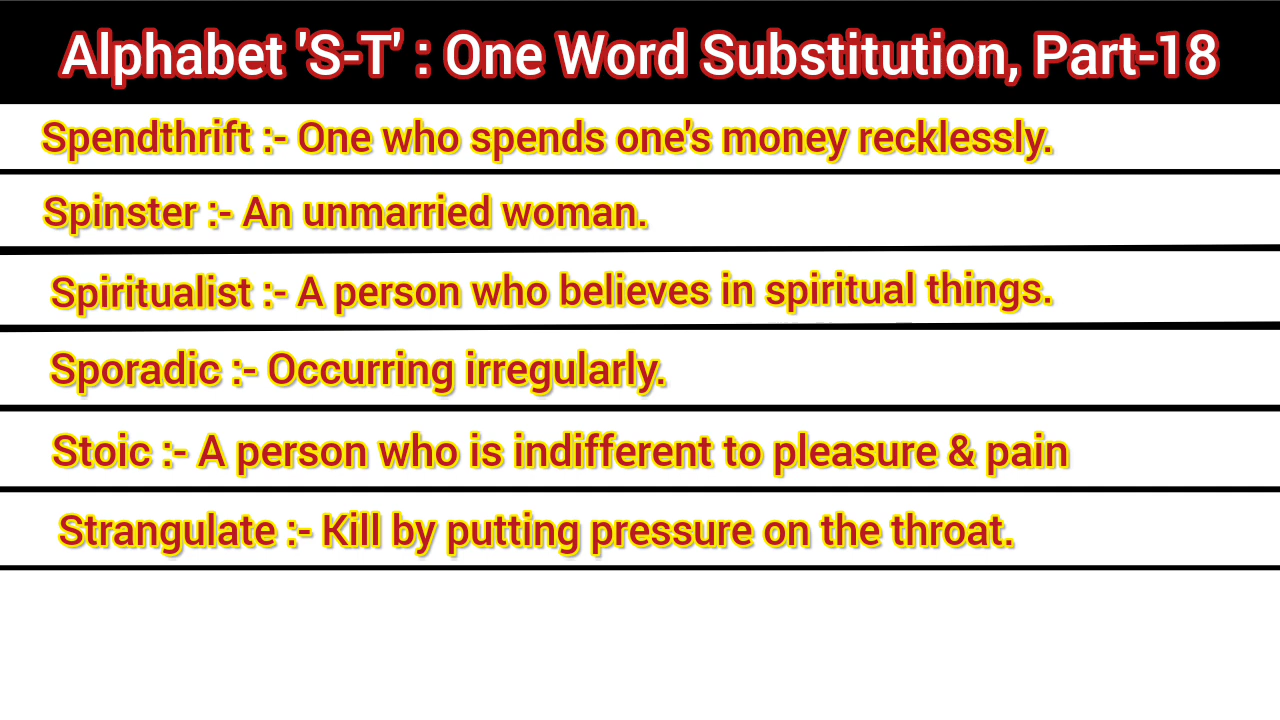 Alphabet 'S-T' : One Word Substitution, Part-18
Spendthrift :- One who spends one's money recklessly.
Spinster :- An unmarried woman.
Spiritualist :- A person who believes in spiritual things.
Sporadic :- Occurring irregularly.
Stoic :- A person who is indifferent to pleasure & pain
Strangulate :- Kill by putting pressure on the throat.